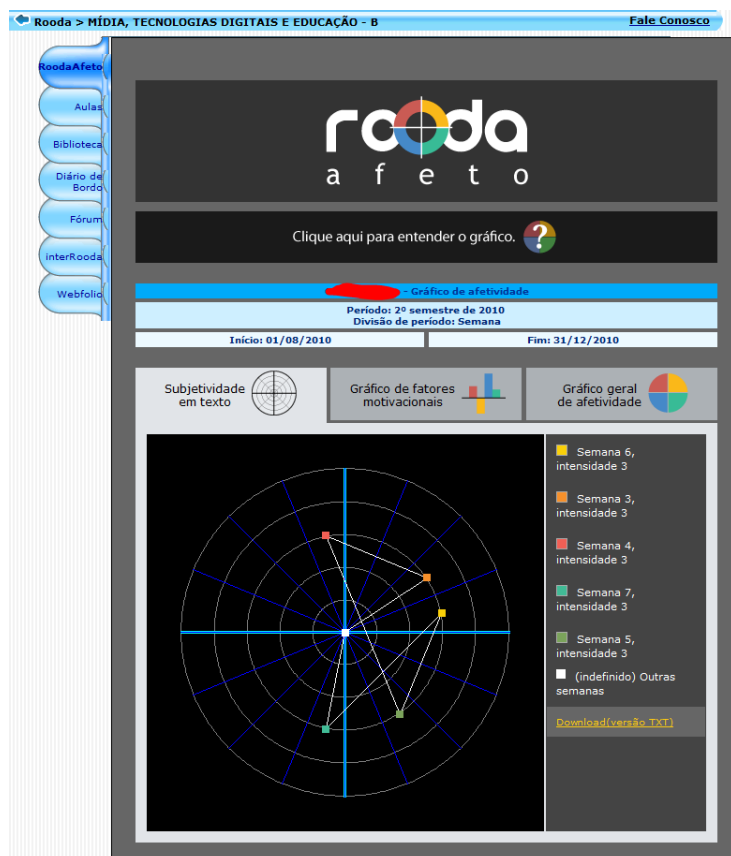 Rooda > MÍDIA, TECNOLOGIAS DIGITAIS E EDUCAÇÃO - B
Fale Conosco
RoodaAfeto
Aulas
Biblioteca
Diário de
Bordo
Fórum
interRooda
Webfolio
rooda
afeto
Clique aqui para entender o gráfico.
?
- Gráfico de afetividade
Período: 2º semestre de 2010
Divisão de período: Semana
Início: 01/08/2010
Fim: 31/12/2010
Subjetividade
em texto
Gráfico de fatores
motivacionais
Gráfico geral
de afetividade
Semana 6,
intensidade 3
Semana 3,
intensidade 3
Semana 4,
intensidade 3
Semana 7,
intensidade 3
Semana 5,
intensidade 3
(indefinido) Outras
semanas
Download(versão TXT)